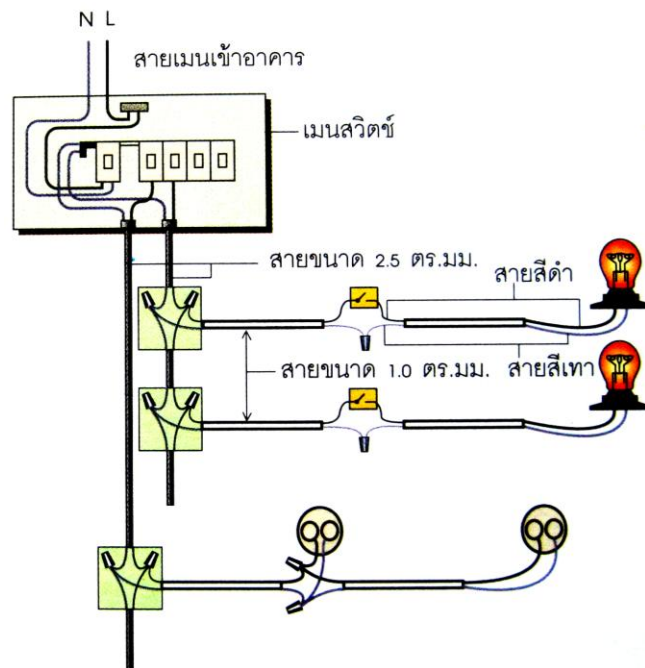 N L
สายเมนเข้าอาคาร
เมนสวิตช์
สายขนาด 2.5 ตร.มม.
สายสีดำ
สายขนาด 1.0 ตร.มม.
สายสีเทา